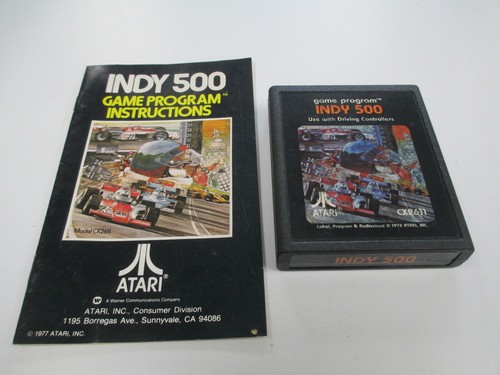 INDY 500
GAME PROGRAM™
INSTRUCTIONS
Model CX2611
ATARI®
A Warner Communications Company
ATARI, INC., Consumer Division
1195 Borregas Ave., Sunnyvale, CA 94086
© 1977 ATARI, INC.
game program™
INDY 500
Use with Driving Controllers
ATARI
CX2611
Label, Program & Audiovisual © 1978 ATARI, INC.
INDY 500